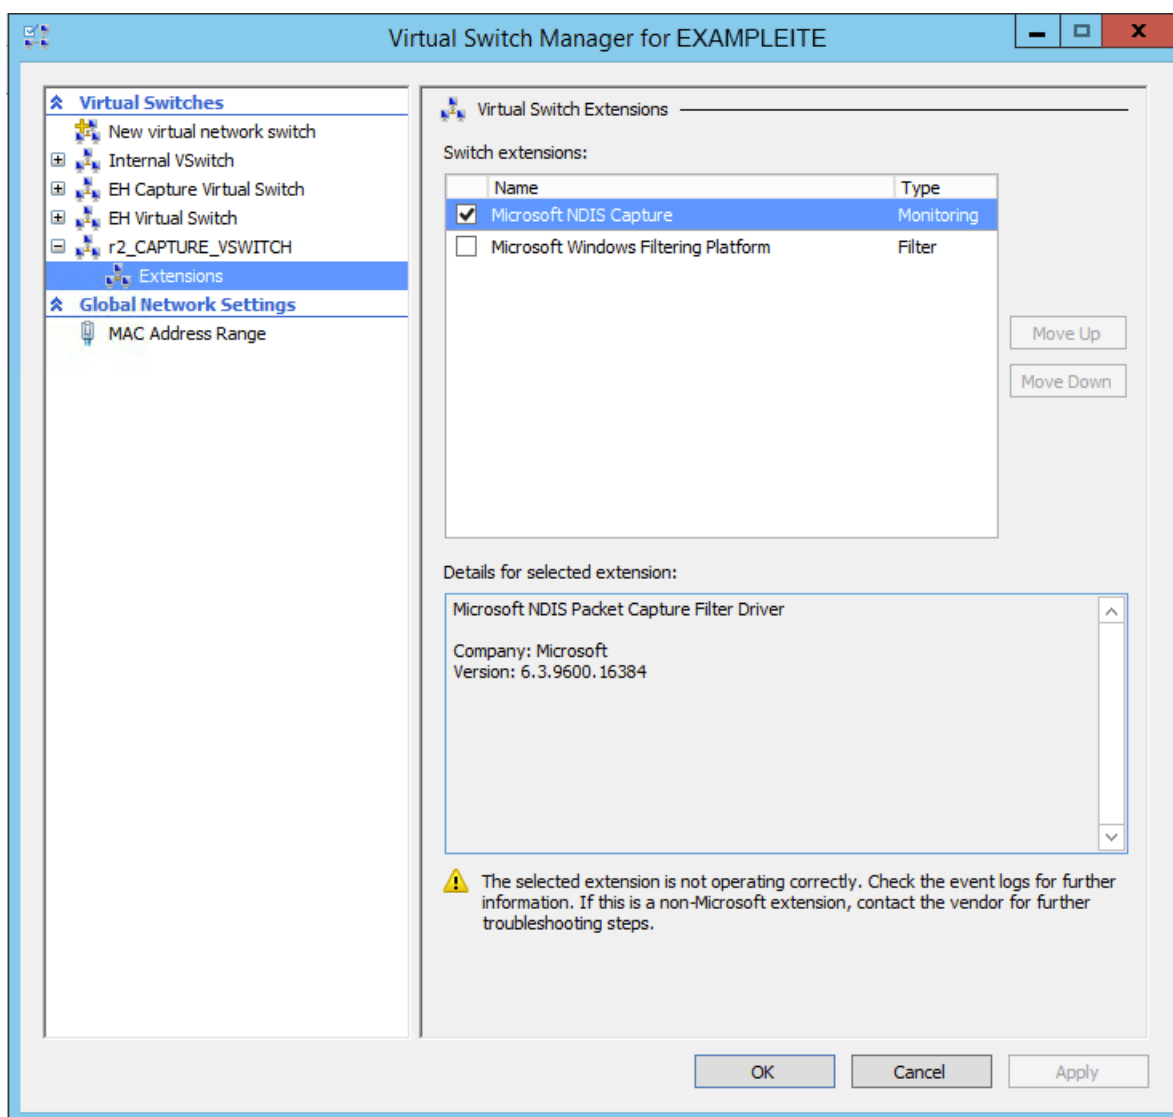 Virtual Switch Manager for EXAMPLEITE
Virtual Switches
New virtual network switch
Internal VSwitch
EH Capture Virtual Switch
EH Virtual Switch
r2_CAPTURE_VSWITCH
Extensions
Global Network Settings
MAC Address Range
Virtual Switch Extensions
Switch extensions:
Name Type
Microsoft NDIS Capture Monitoring
Microsoft Windows Filtering Platform Filter
Move Up
Move Down
Details for selected extension:
Microsoft NDIS Packet Capture Filter Driver
Company: Microsoft
Version: 6.3.9600.16384
The selected extension is not operating correctly. Check the event logs for further
information. If this is a non-Microsoft extension, contact the vendor for further
troubleshooting steps.
OK Cancel Apply